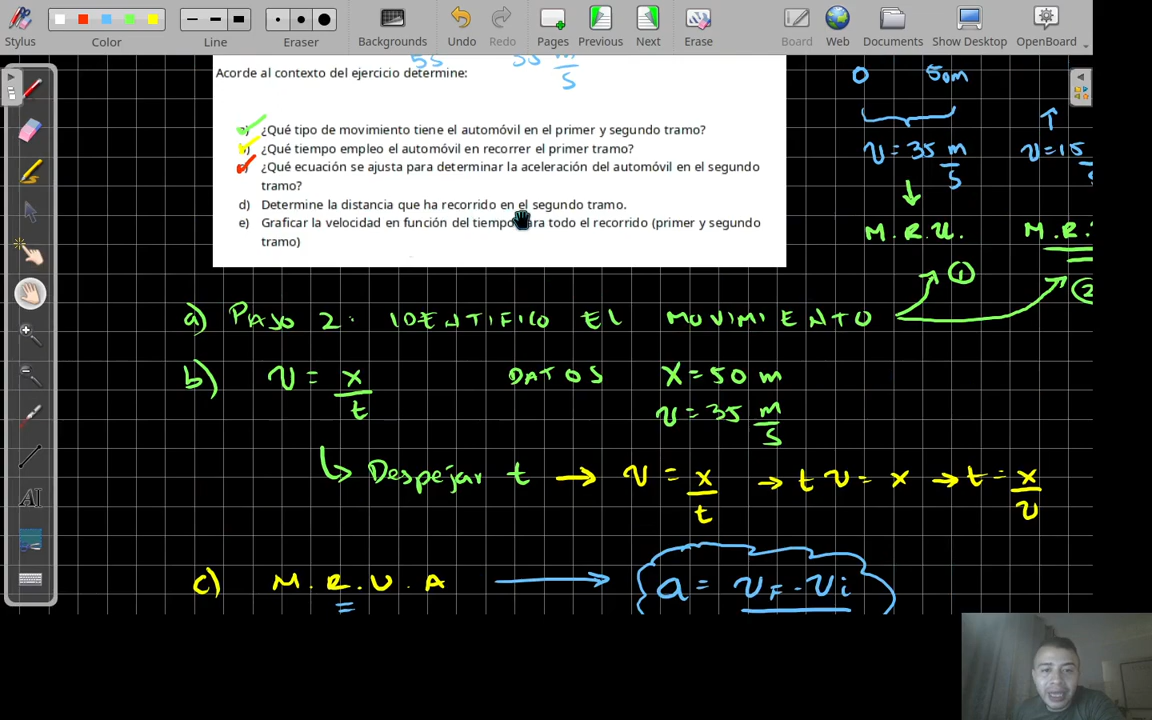 Stylus
Color
Line
Eraser
Backgrounds
Undo
Redo
Pages
Previous
Next
Erase
Board
Web
Documents
Show Desktop
OpenBoard
5s
35 m
s
Acorde al contexto del ejercicio determine:
¿Qué tipo de movimiento tiene el automóvil en el primer y segundo tramo?
¿Qué tiempo empleo el automóvil en recorrer el primer tramo?
¿Qué ecuación se ajusta para determinar la aceleración del automóvil en el segundo
tramo?
d) Determine la distancia que ha recorrido en el segundo tramo.
e) Graficar la velocidad en función del tiempo para todo el recorrido (primer y segundo
tramo)
0 50m
v = 35 m/s v = 15
M.R.U. M.R.
1
2
a) PASO 2: IDENTIFICO EL MOVIMIENTO
b) v = x/t DATOS x = 50 m
v = 35 m/s
Despejar t → v = x/t → t v = x → t = x/v
c) M.R.U.A → a = vF - vi
AI